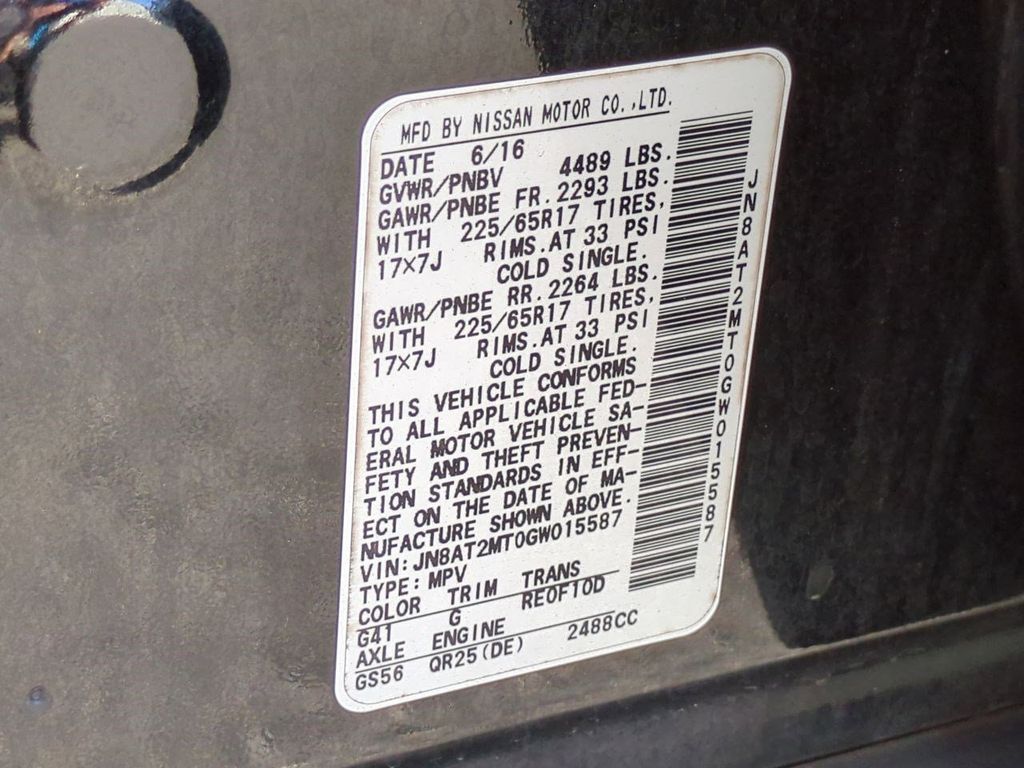 MFD BY NISSAN MOTOR CO.,LTD.
DATE 6/16
GVWR/PNBV 4489 LBS.
GAWR/PNBE FR. 2293 LBS.
WITH 225/65R17 TIRES,
17×7J RIMS.AT 33 PSI
COLD SINGLE.
GAWR/PNBE RR. 2264 LBS.
WITH 225/65R17 TIRES,
17×7J RIMS.AT 33 PSI
COLD SINGLE.
THIS VEHICLE CONFORMS
TO ALL APPLICABLE FED-
ERAL MOTOR VEHICLE SA-
FETY AND THEFT PREVEN-
TION STANDARDS IN EFF-
ECT ON THE DATE OF MA-
NUFACTURE SHOWN ABOVE.
VIN:JN8AT2MT0GW015587
TYPE:MPV
COLOR TRIM TRANS
G41 G RE0F10D
AXLE ENGINE
GS56 QR25(DE) 2488CC
JN8AT2MT0GW015587